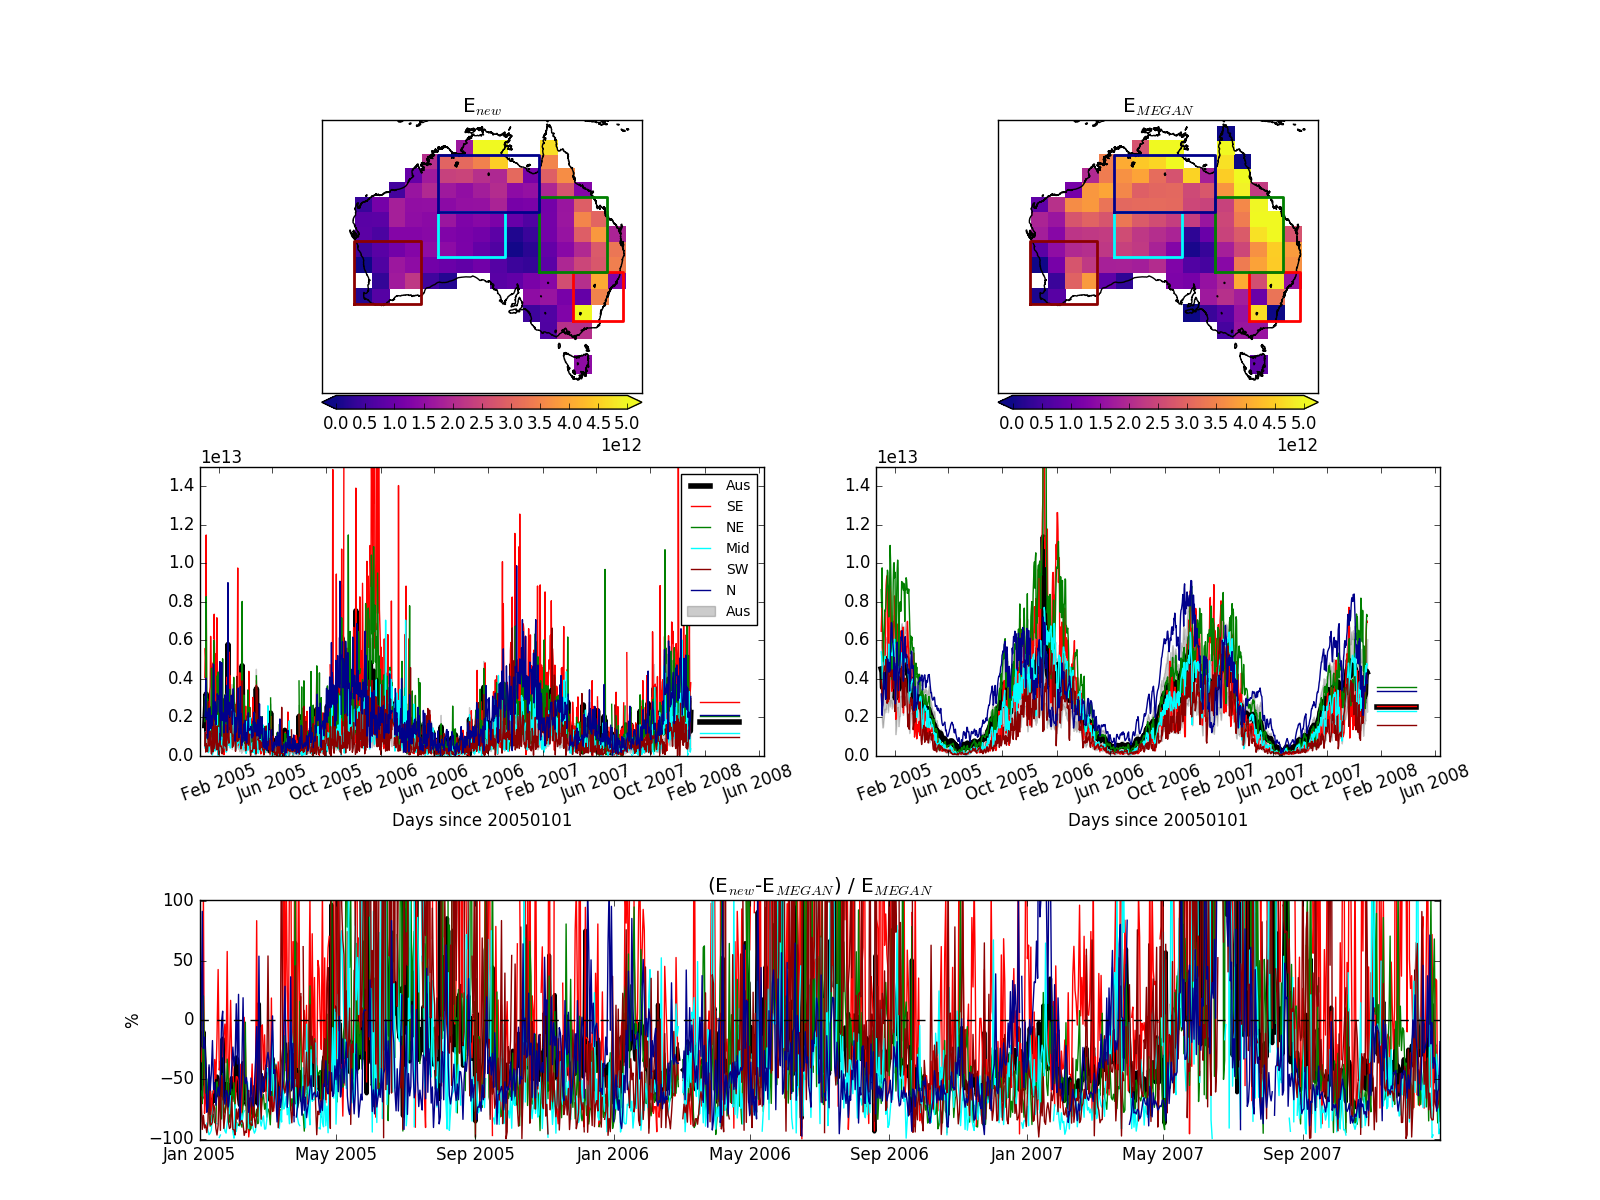 E_new E_MEGAN
0.0 0.5 1.0 1.5 2.0 2.5 3.0 3.5 4.0 4.5 5.0
1e12
0.0 0.5 1.0 1.5 2.0 2.5 3.0 3.5 4.0 4.5 5.0
1e12
1e13
1.4
1.2
1.0
0.8
0.6
0.4
0.2
0.0
Aus
SE
NE
Mid
SW
N
Aus
Feb 2005 Jun 2005 Oct 2005 Feb 2006 Jun 2006 Oct 2006 Feb 2007 Jun 2007 Oct 2007 Feb 2008 Jun 2008
Days since 20050101
1e13
1.4
1.2
1.0
0.8
0.6
0.4
0.2
0.0
Feb 2005 Jun 2005 Oct 2005 Feb 2006 Jun 2006 Oct 2006 Feb 2007 Jun 2007 Oct 2007 Feb 2008 Jun 2008
Days since 20050101
(E_new-E_MEGAN) / E_MEGAN
%
100
50
0
−50
−100
Jan 2005 May 2005 Sep 2005 Jan 2006 May 2006 Sep 2006 Jan 2007 May 2007 Sep 2007